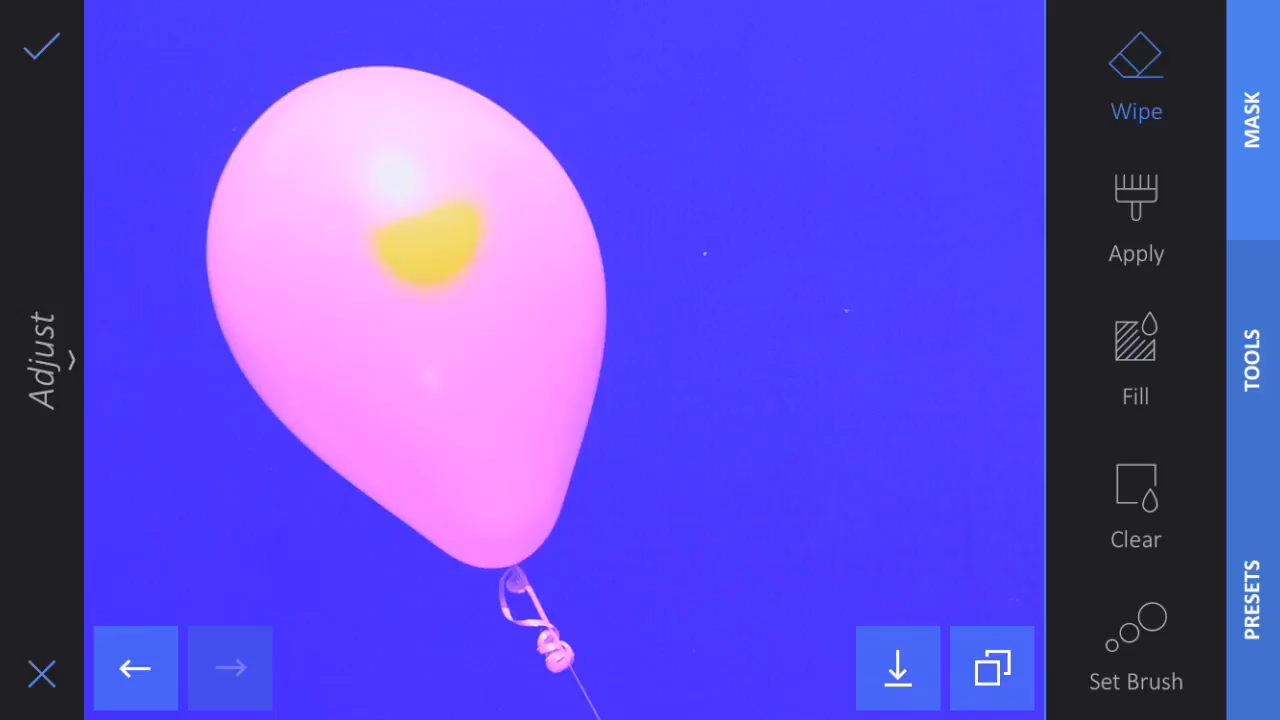 Adjust
Wipe
Apply
Fill
Clear
Set Brush
MASK
TOOLS
PRESETS